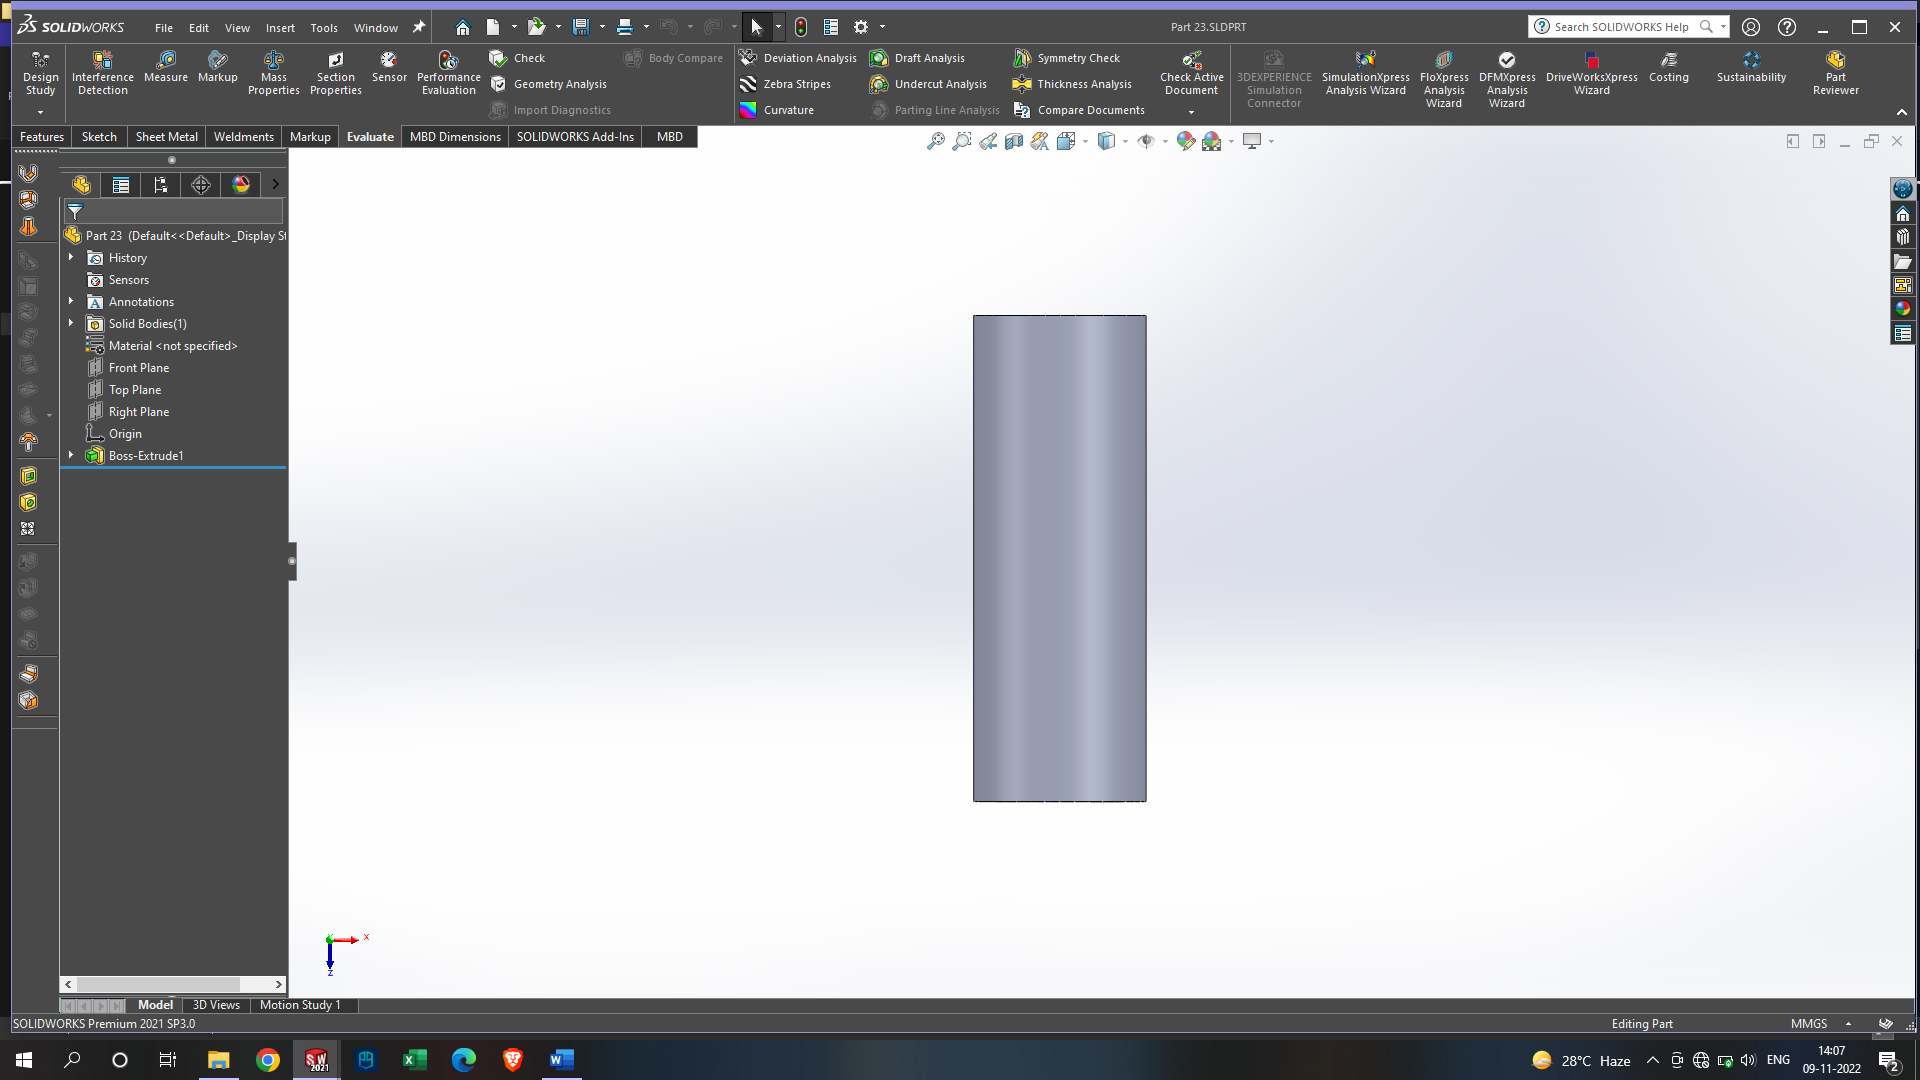 SOLIDWORKS File Edit View Insert Tools Window Part 23.SLDPRT Search SOLIDWORKS Help
Design Study
Interference Detection
Measure
Markup
Mass Properties
Section Properties
Sensor
Performance Evaluation
Check
Geometry Analysis
Import Diagnostics
Body Compare
Deviation Analysis
Zebra Stripes
Curvature
Draft Analysis
Undercut Analysis
Parting Line Analysis
Symmetry Check
Thickness Analysis
Compare Documents
Check Active Document
3DEXPERIENCE Simulation Connector
SimulationXpress Analysis Wizard
FloXpress Analysis Wizard
DFMXpress Analysis Wizard
DriveWorksXpress Wizard
Costing
Sustainability
Part Reviewer
Features Sketch Sheet Metal Weldments Markup Evaluate MBD Dimensions SOLIDWORKS Add-Ins MBD
Part 23 (Default<<Default>_Display St
History
Sensors
Annotations
Solid Bodies(1)
Material <not specified>
Front Plane
Top Plane
Right Plane
Origin
Boss-Extrude1
Y
X
Z
Model 3D Views Motion Study 1
SOLIDWORKS Premium 2021 SP3.0 Editing Part MMGS
28°C Haze ENG 14:07
09-11-2022 2
SW 2021